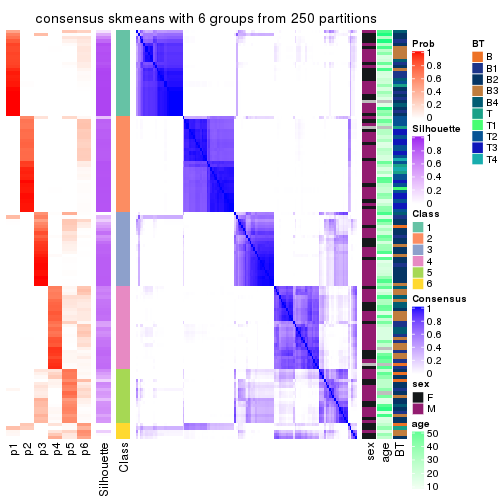 consensus skmeans with 6 groups from 250 partitions
p1
p2
p3
p4
p5
p6
Silhouette
Class
sex
age
BT
Prob
1
0.8
0.6
0.4
0.2
0
Silhouette
1
0.8
0.6
0.4
0.2
0
Class
1
2
3
4
5
6
Consensus
1
0.8
0.6
0.4
0.2
0
sex
F
M
age
50
40
30
20
10
BT
B
B1
B2
B3
B4
T
T1
T2
T3
T4